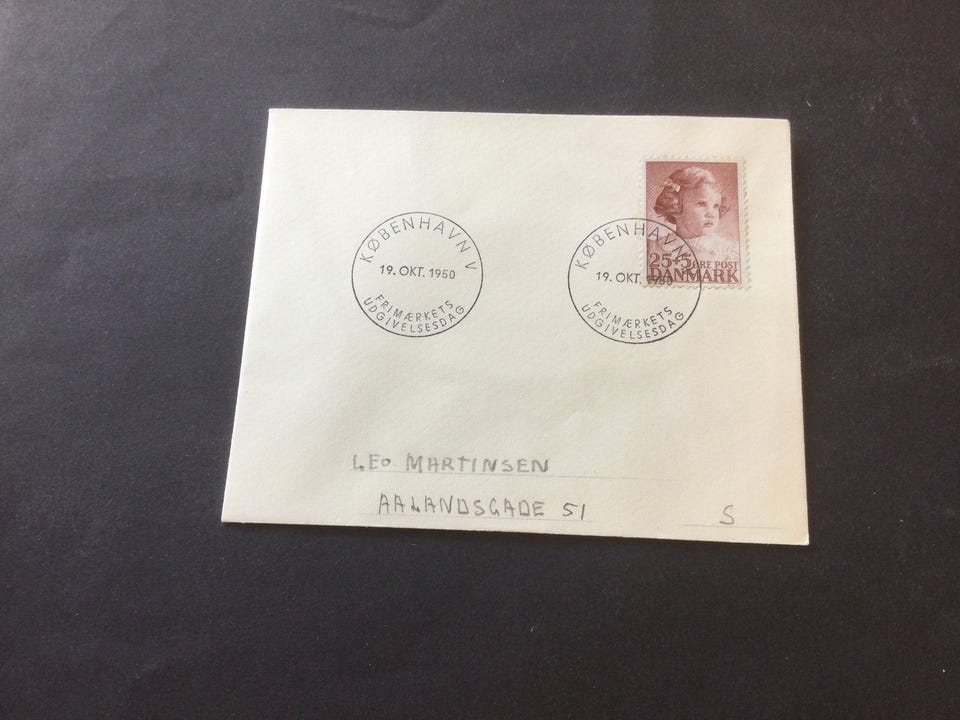 KØBENHAVN V
19. OKT. 1950
FRIMÆRKETS
UDGIVELSESDAG
KØBENHAVN V
19. OKT. 1950
FRIMÆRKETS
UDGIVELSESDAG
25+5 ØRE POST
DANMARK
LEO MARTINSEN
AALANDSGADE 51 S